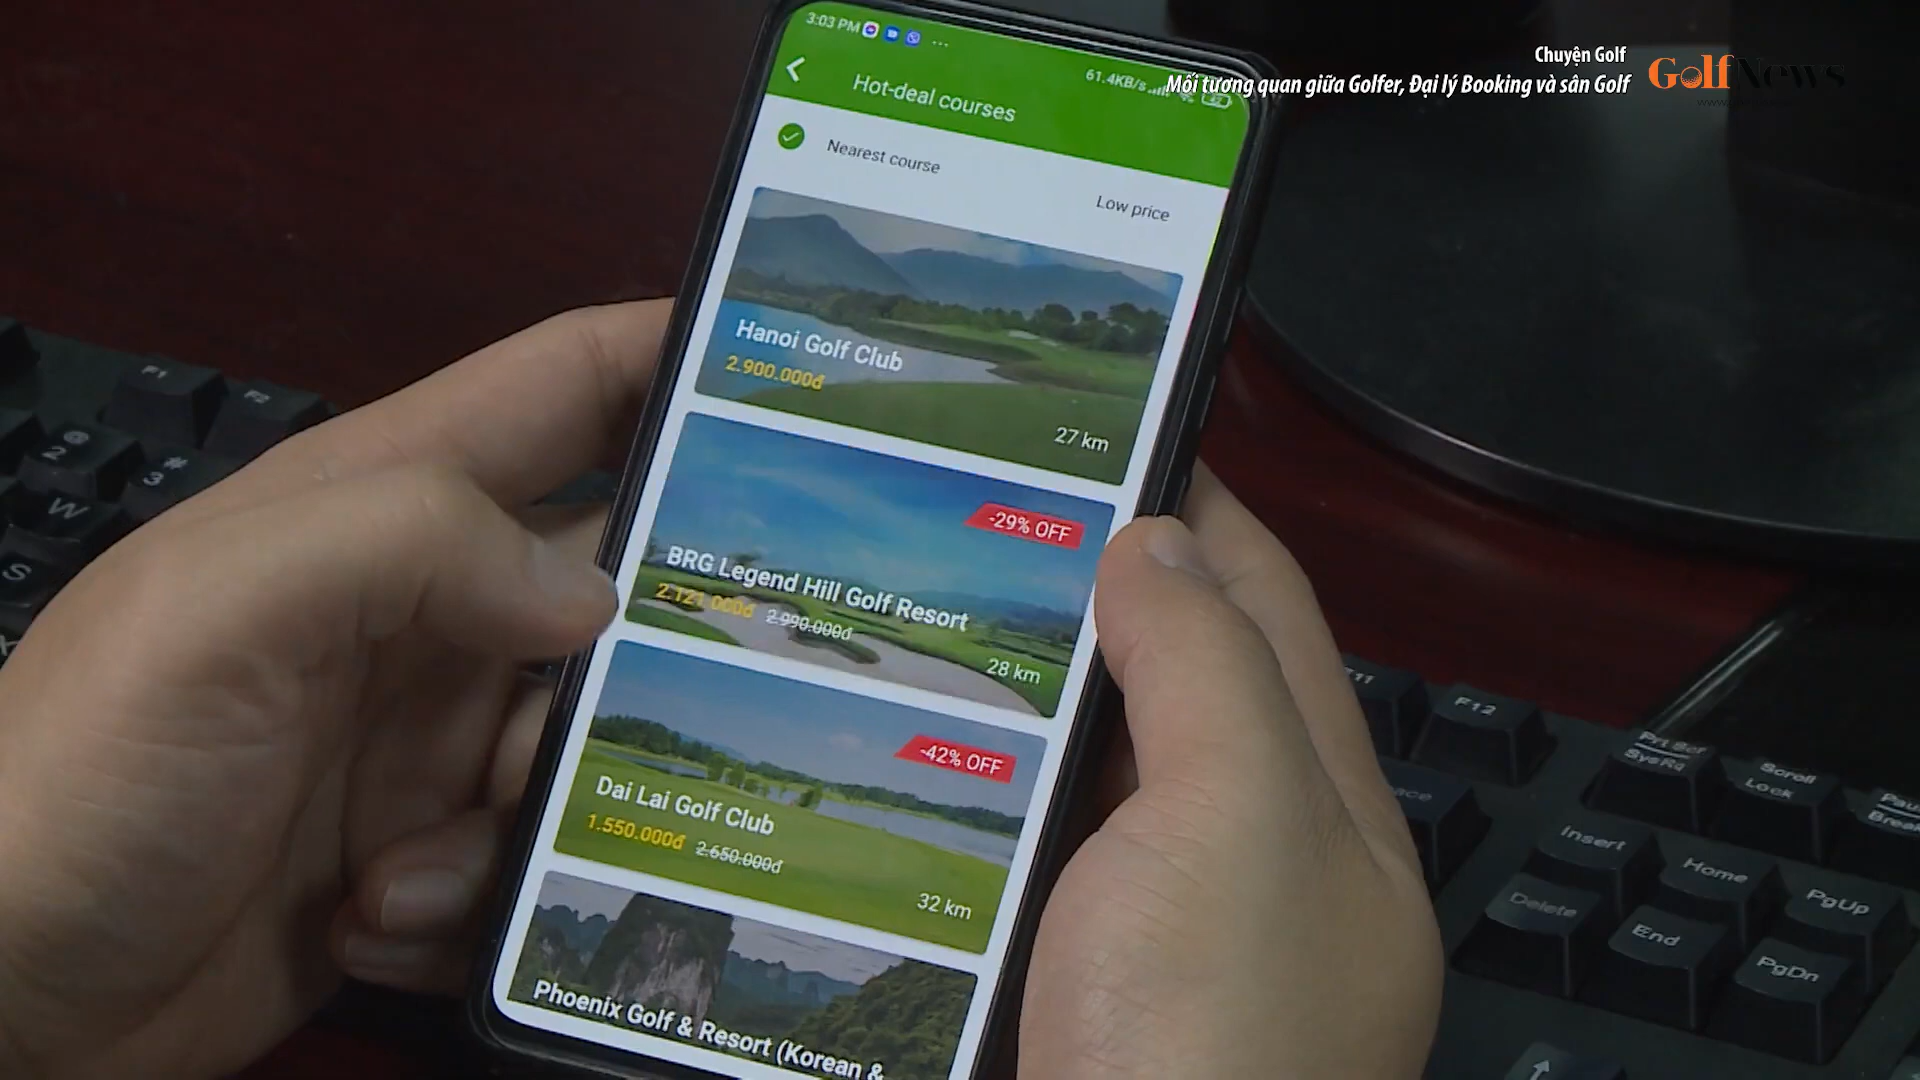 Chuyện Golf
Mối tương quan giữa Golfer, Đại lý Booking và sân Golf
GolfNews
3:03 PM
61.4KB/s
Hot-deal courses
Nearest course
Low price
Hanoi Golf Club
2.900.000đ
27 km
-29% OFF
BRG Legend Hill Golf Resort
2.121.000đ 2.990.000đ
28 km
-42% OFF
Dai Lai Golf Club
1.550.000đ 2.650.000đ
32 km
Phoenix Golf & Resort (Korean &
F1
F2
2
#
3
W
S
F12
Prt Scr
SysRq
Scroll
Lock
Insert
Home
PgUp
Delete
End
PgDn